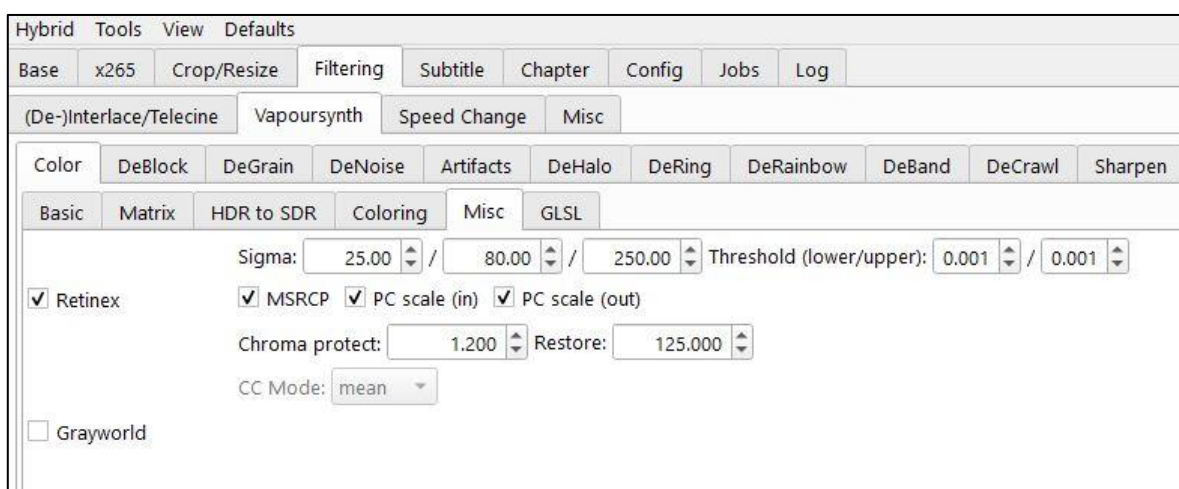 Hybrid Tools View Defaults
Base x265 Crop/Resize Filtering Subtitle Chapter Config Jobs Log
(De-)Interlace/Telecine Vapoursynth Speed Change Misc
Color DeBlock DeGrain DeNoise Artifacts DeHalo DeRing DeRainbow DeBand DeCrawl Sharpen
Basic Matrix HDR to SDR Coloring Misc GLSL
Sigma: 25.00 / 80.00 / 250.00 Threshold (lower/upper): 0.001 / 0.001
Retinex MSRCP PC scale (in) PC scale (out)
Chroma protect: 1.200 Restore: 125.000
CC Mode: mean
Grayworld